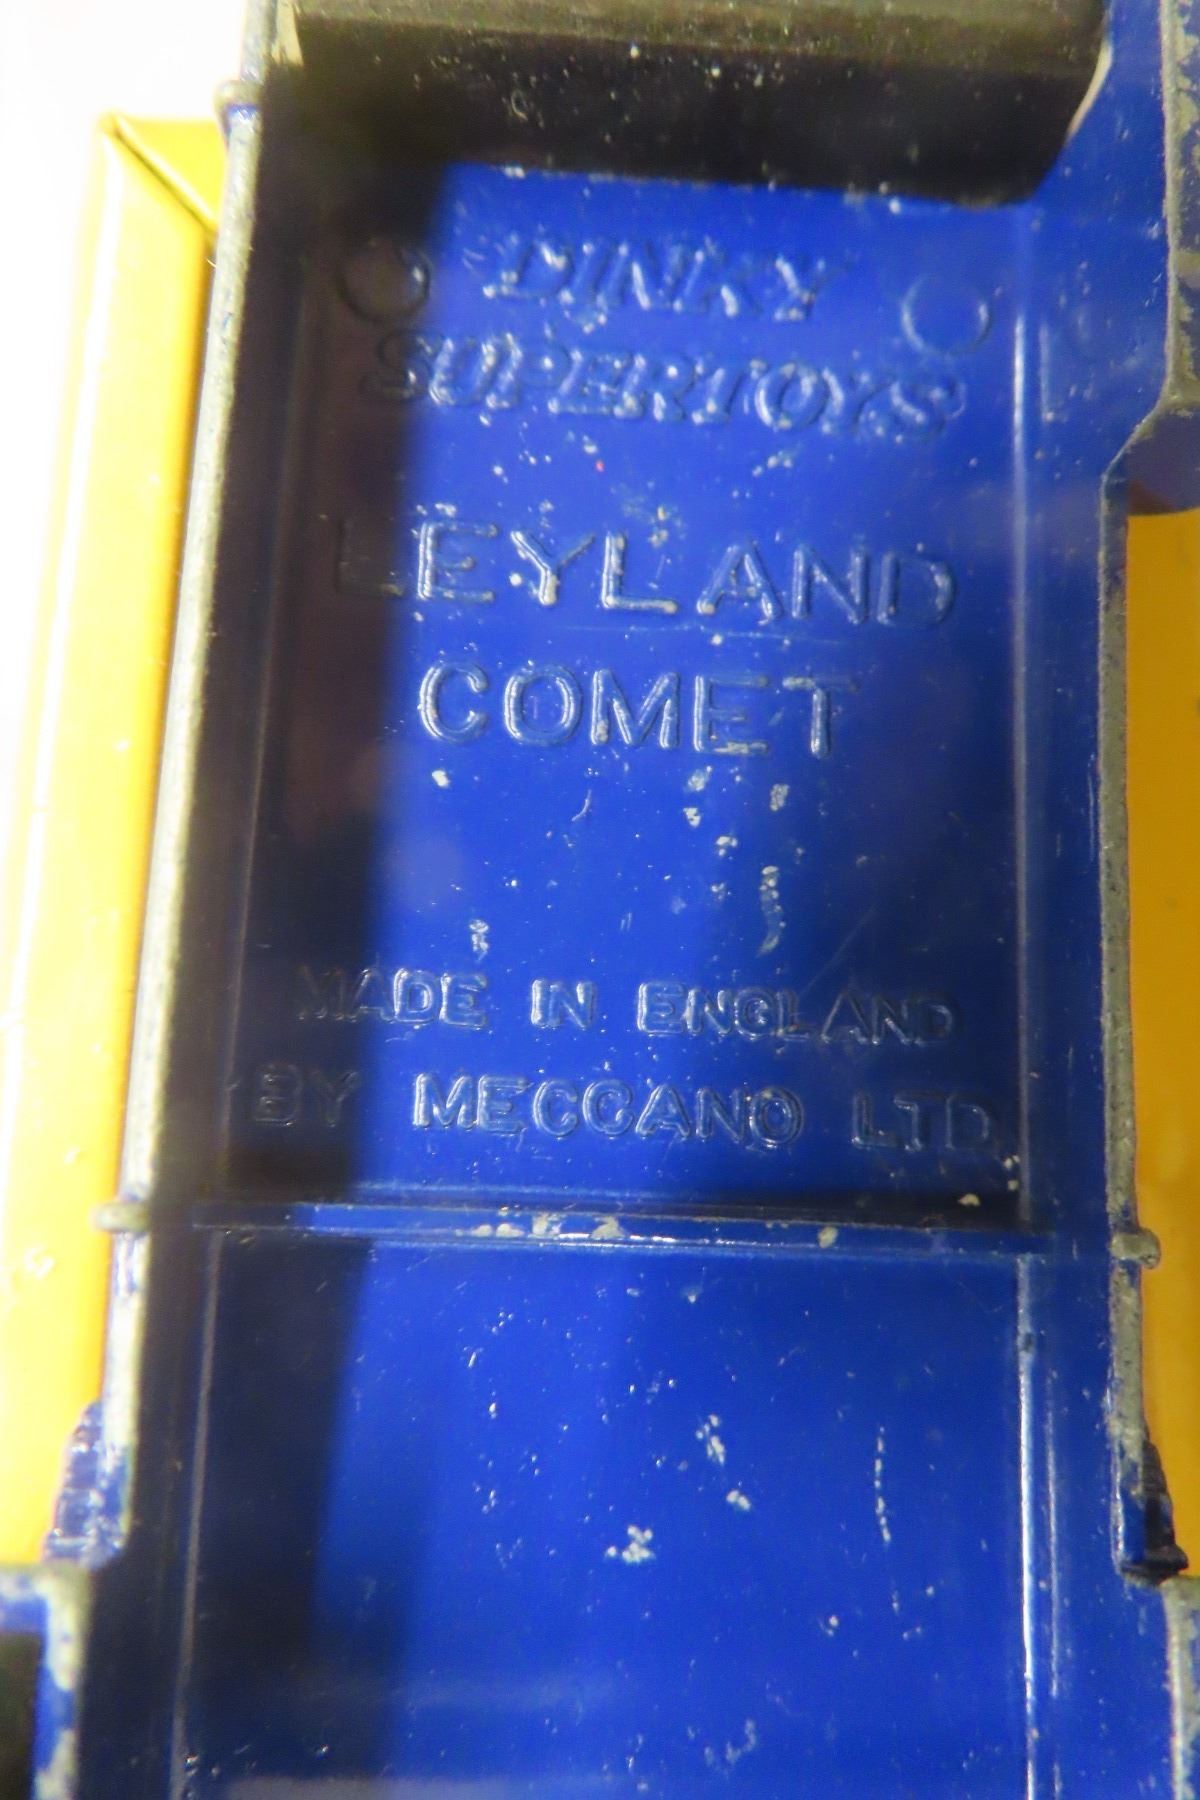 DINKY
SUPERTOYS
LEYLAND
COMET
MADE IN ENGLAND
BY MECCANO LTD